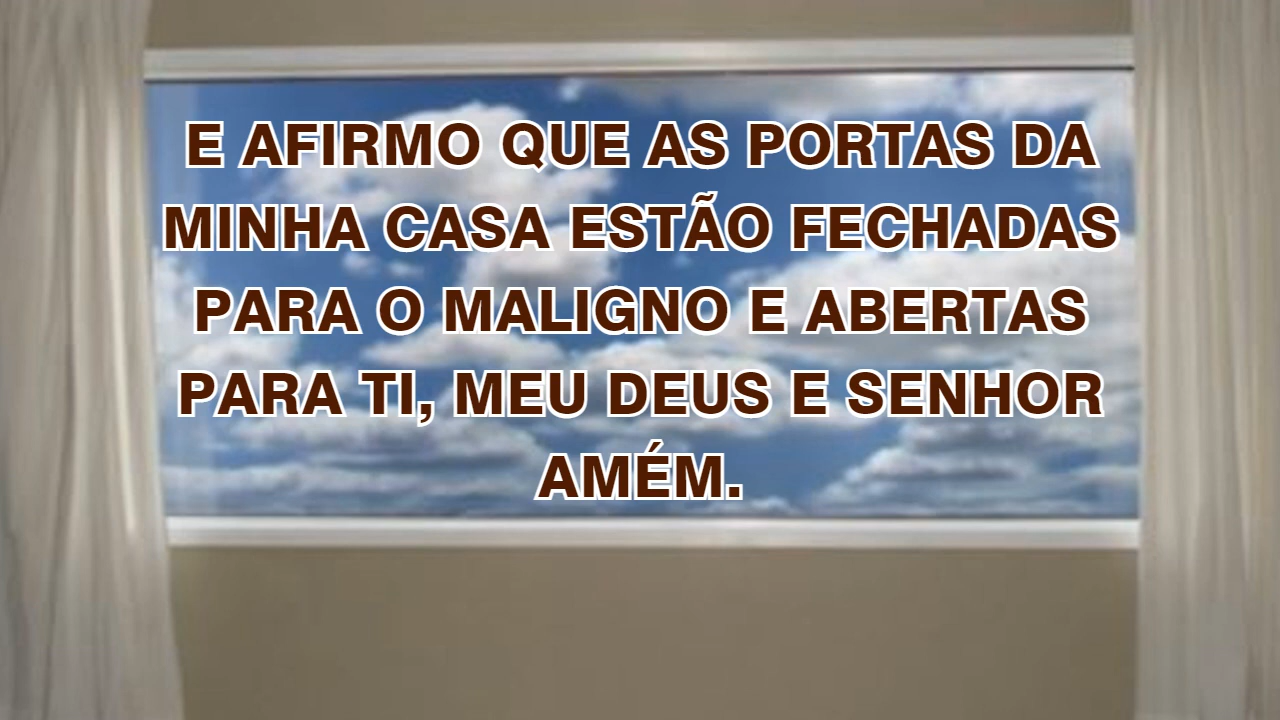 E AFIRMO QUE AS PORTAS DA
MINHA CASA ESTÃO FECHADAS
PARA O MALIGNO E ABERTAS
PARA TI, MEU DEUS E SENHOR
AMÉM.